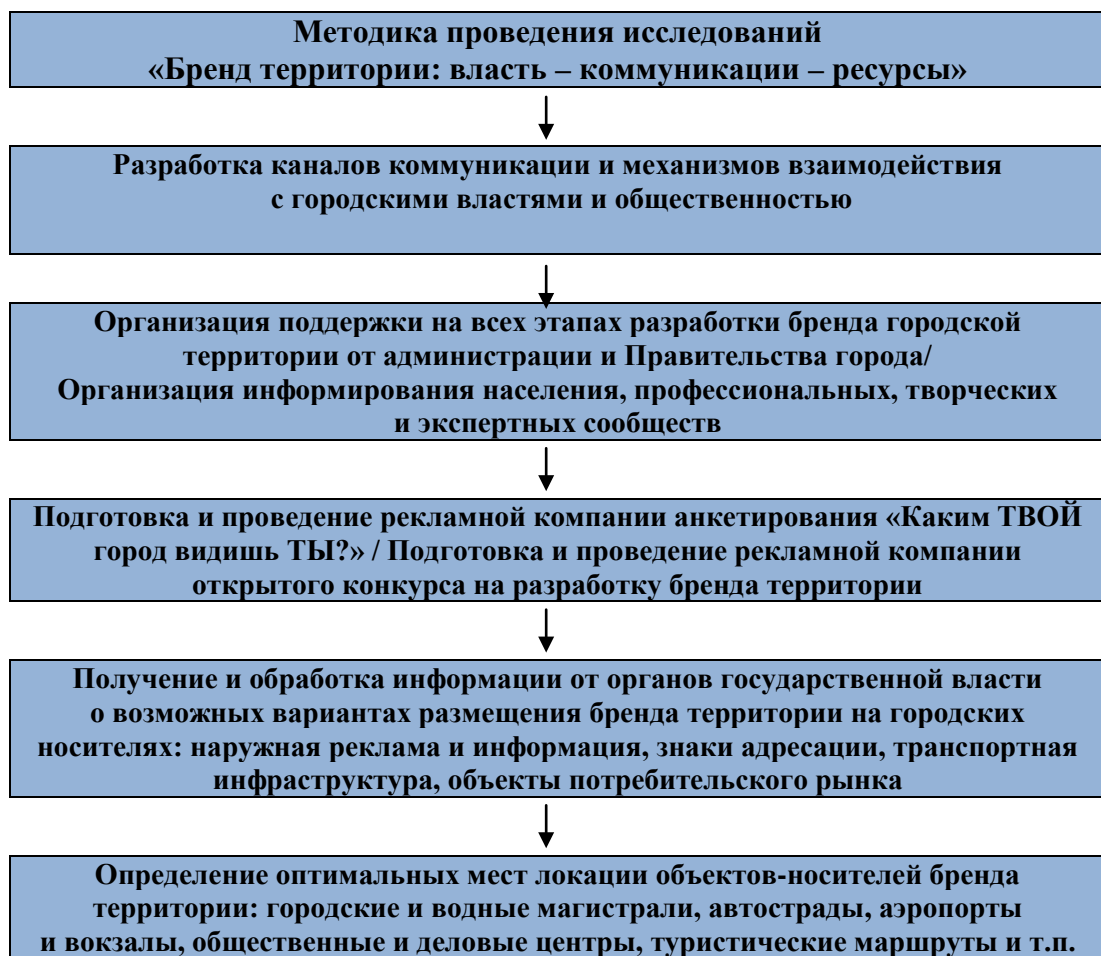 Методика проведения исследований
«Бренд территории: власть – коммуникации – ресурсы»
Разработка каналов коммуникации и механизмов взаимодействия
с городскими властями и общественностью
Организация поддержки на всех этапах разработки бренда городской
территории от администрации и Правительства города/
Организация информирования населения, профессиональных, творческих
и экспертных сообществ
Подготовка и проведение рекламной компании анкетирования «Каким ТВОЙ
город видишь ТЫ?» / Подготовка и проведение рекламной компании
открытого конкурса на разработку бренда территории
Получение и обработка информации от органов государственной власти
о возможных вариантах размещения бренда территории на городских
носителях: наружная реклама и информация, знаки адресации, транспортная
инфраструктура, объекты потребительского рынка
Определение оптимальных мест локации объектов-носителей бренда
территории: городские и водные магистрали, автострады, аэропорты
и вокзалы, общественные и деловые центры, туристические маршруты и т.п.